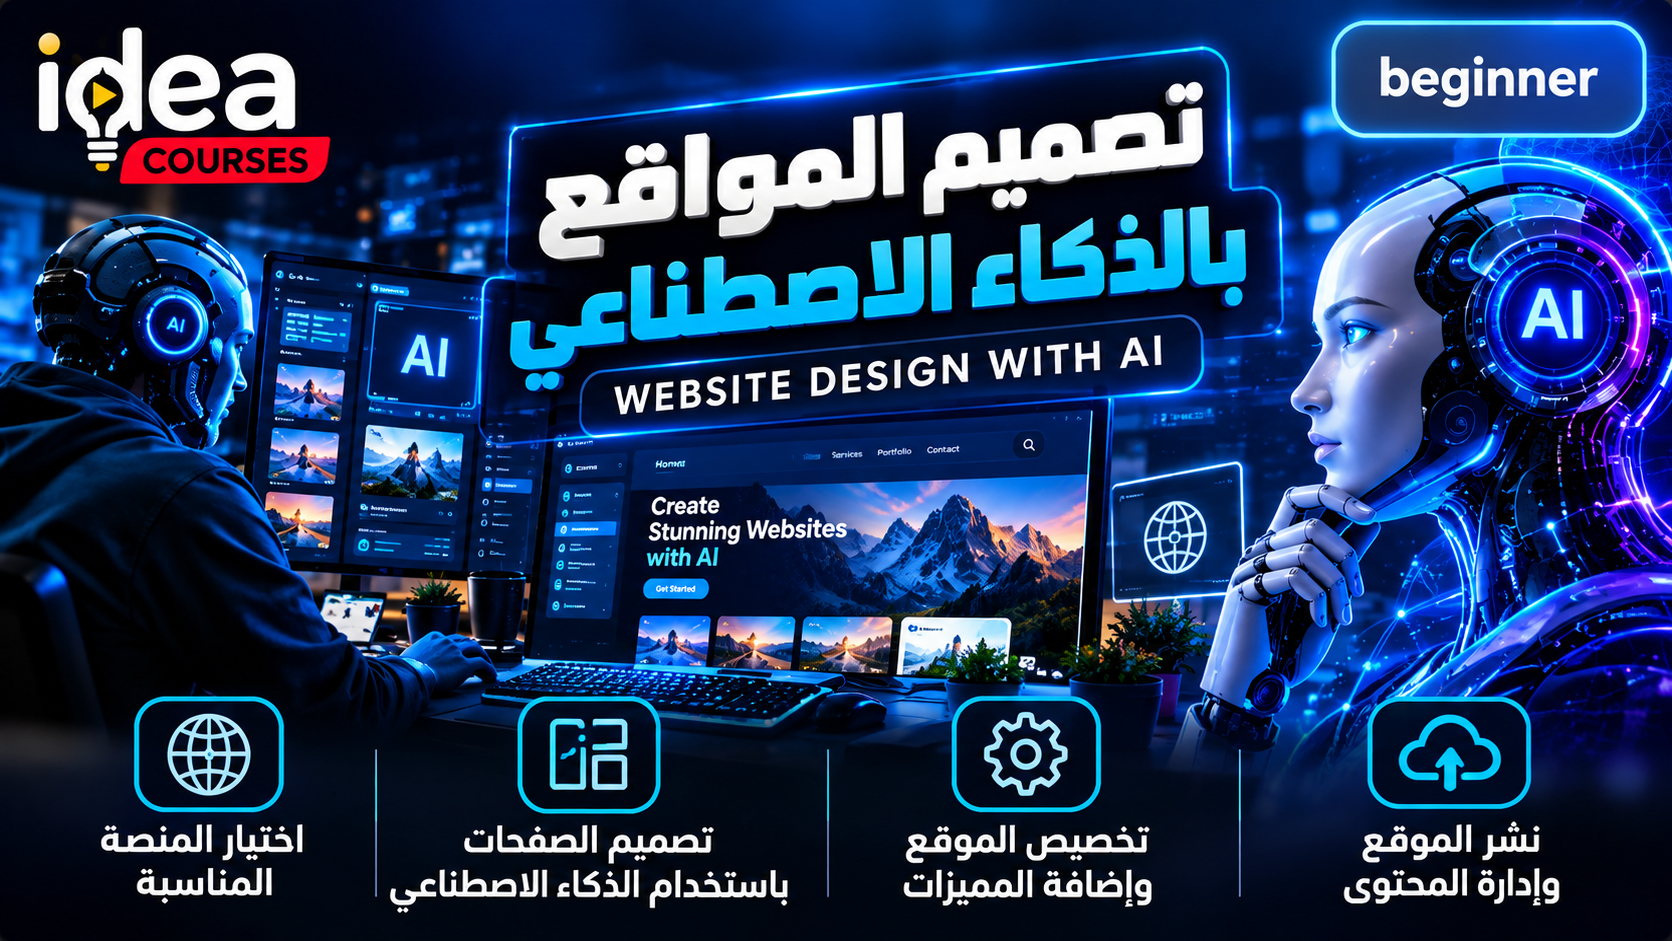 idea
COURSES
beginner
تصميم المواقع
بالذكاء الاصطناعي
WEBSITE DESIGN WITH AI
AI
AI
AI
Home
Services
Portfolio
Contact
Create
Stunning Websites
with AI
Get Started
اختيار المنصة
المناسبة
تصميم الصفحات
باستخدام الذكاء الاصطناعي
تخصيص الموقع
وإضافة المميزات
نشر الموقع
وإدارة المحتوى